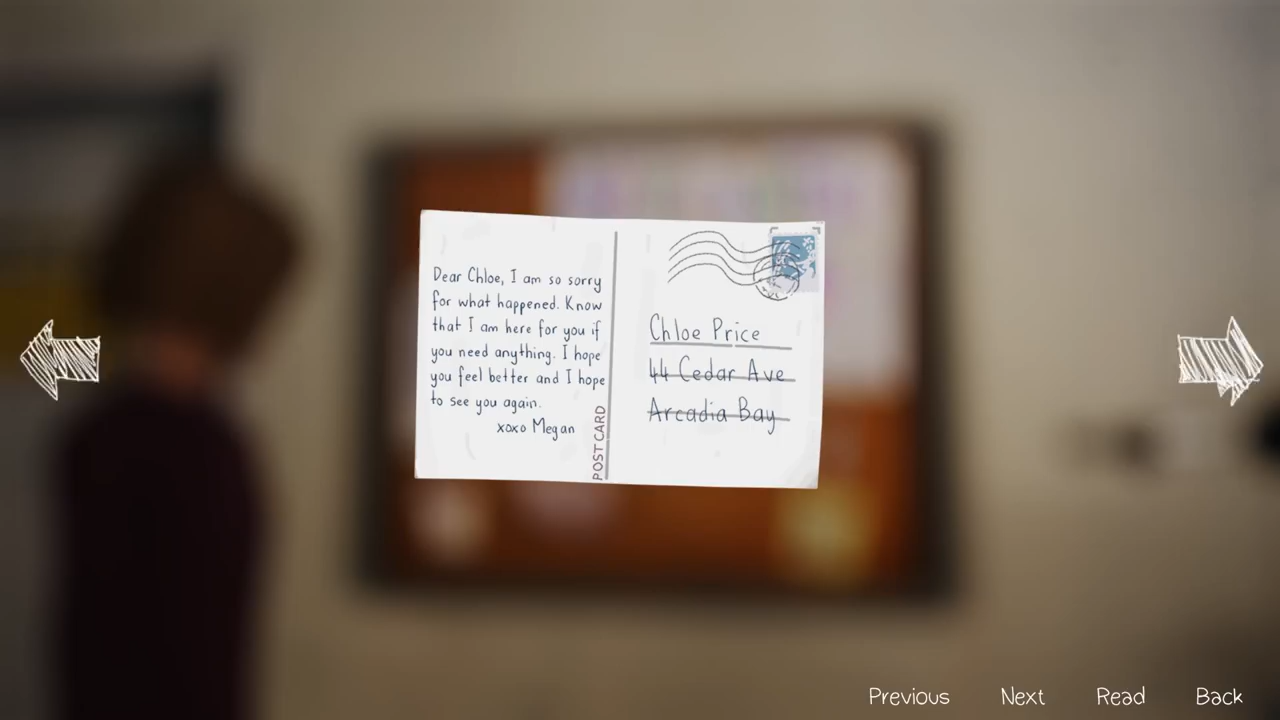 Dear Chloe, I am so sorry
for what happened. Know
that I am here for you if
you need anything. I hope
you feel better and I hope
to see you again.
xoxo Megan
POSTCARD
Chloe Price
44 Cedar Ave
Arcadia Bay
Previous
Next
Read
Back